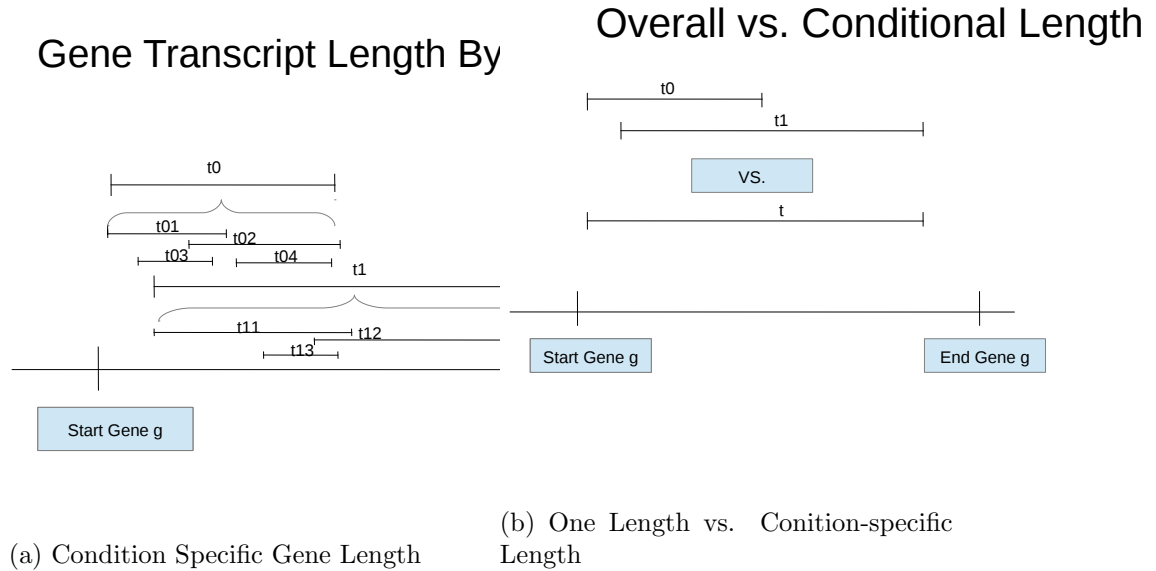 Gene Transcript Length By
t0
t01
t02
t03
t04
t1
t11
t12
t13
Start Gene g
(a) Condition Specific Gene Length
Overall vs. Conditional Length
t0
t1
VS.
t
Start Gene g
End Gene g
(b) One Length vs. Conition-specific
Length